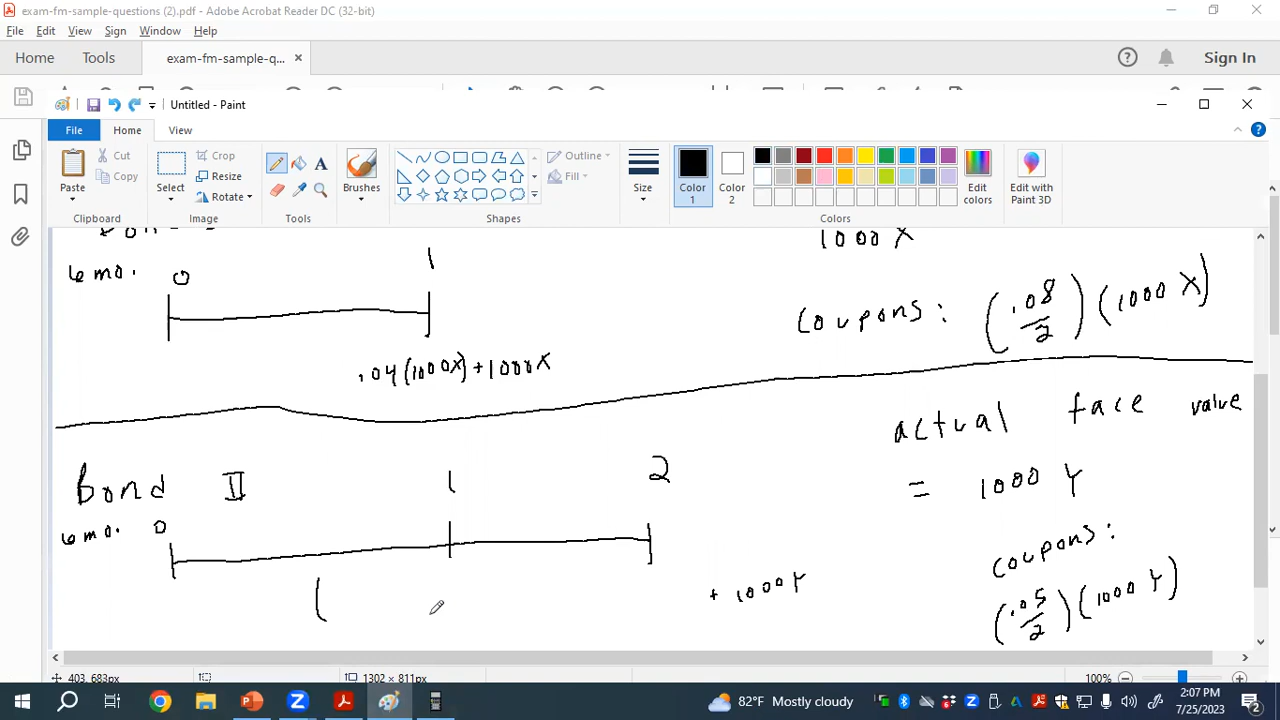 exam-fm-sample-questions (2).pdf - Adobe Acrobat Reader DC (32-bit)
File Edit View Sign Window Help
Home Tools exam-fm-sample-q... × Sign In
Untitled - Paint
File Home View
Paste Cut Copy Select Crop Resize Rotate Brushes Outline Fill Size Color 1 Color 2 Edit colors Edit with Paint 3D
Clipboard Image Tools Shapes Colors
1000 X
6 mo. 0 1
coupons: (.08/2)(1000 X)
.04(1000X)+1000X
actual face value
Bond II 1 2
= 1000 Y
6 mo. 0
coupons:
( + 1000Y
(.05/2)(1000 Y)
403, 683px 1302 × 811px 100%
82°F Mostly cloudy 2:07 PM
7/25/2023 2